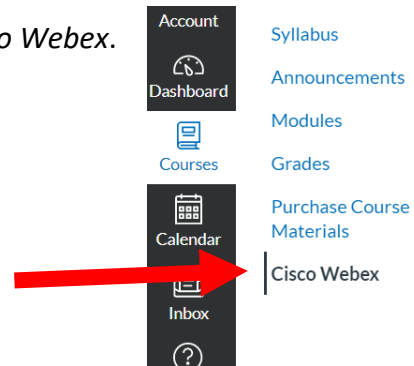 o Webex.
Account
Dashboard
Courses
Calendar
Inbox
Syllabus
Announcements
Modules
Grades
Purchase Course
Materials
Cisco Webex